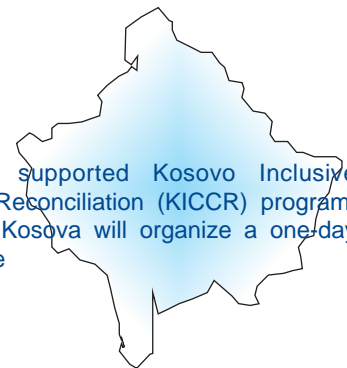 supported Kosovo Inclusive
Reconciliation (KICCR) program
Kosova will organize a one-day
e